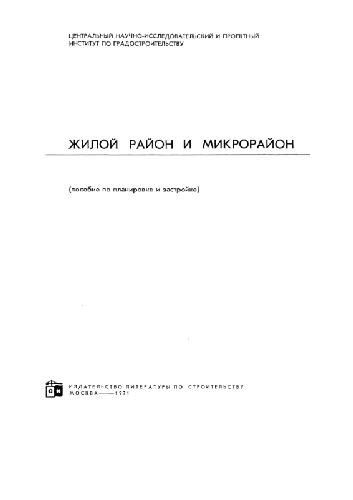 ЦЕНТРАЛЬНЫЙ НАУЧНО-ИССЛЕДОВАТЕЛЬСКИЙ И ПРОЕКТНЫЙ
ИНСТИТУТ ПО ГРАДОСТРОИТЕЛЬСТВУ
ЖИЛОЙ РАЙОН И МИКРОРАЙОН
(пособие по планировке и застройке)
ИЗДАТЕЛЬСТВО ЛИТЕРАТУРЫ ПО СТРОИТЕЛЬСТВУ
МОСКВА——1971